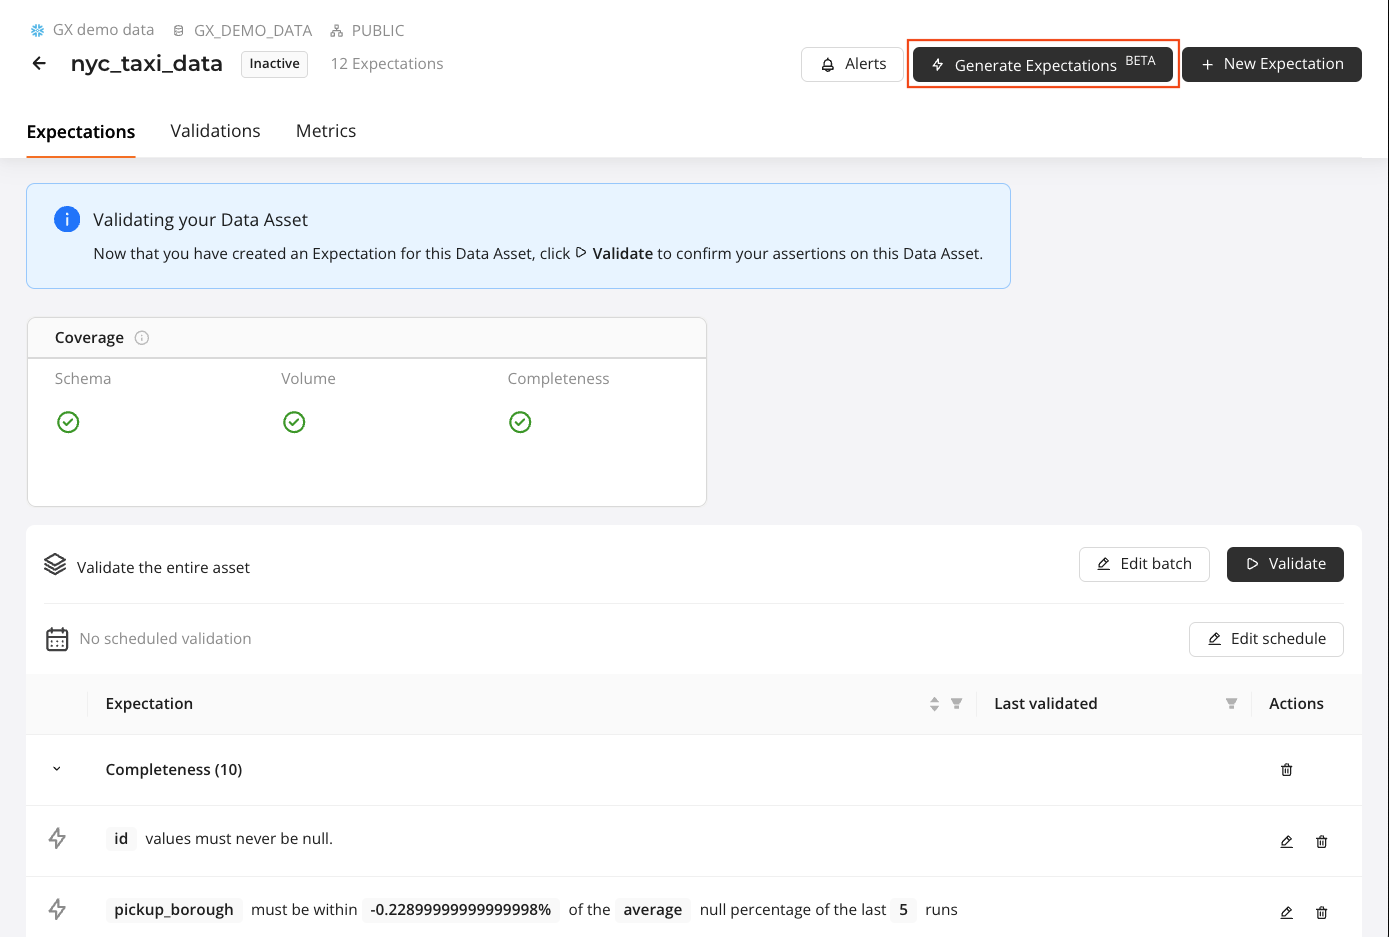 GX demo data GX_DEMO_DATA PUBLIC
nyc_taxi_data Inactive 12 Expectations Alerts Generate Expectations BETA New Expectation
Expectations Validations Metrics
Validating your Data Asset
Now that you have created an Expectation for this Data Asset, click Validate to confirm your assertions on this Data Asset.
Coverage
Schema Volume Completeness
Validate the entire asset Edit batch Validate
No scheduled validation Edit schedule
Expectation Last validated Actions
Completeness (10)
id values must never be null.
pickup_borough must be within -0.22899999999999998% of the average null percentage of the last 5 runs